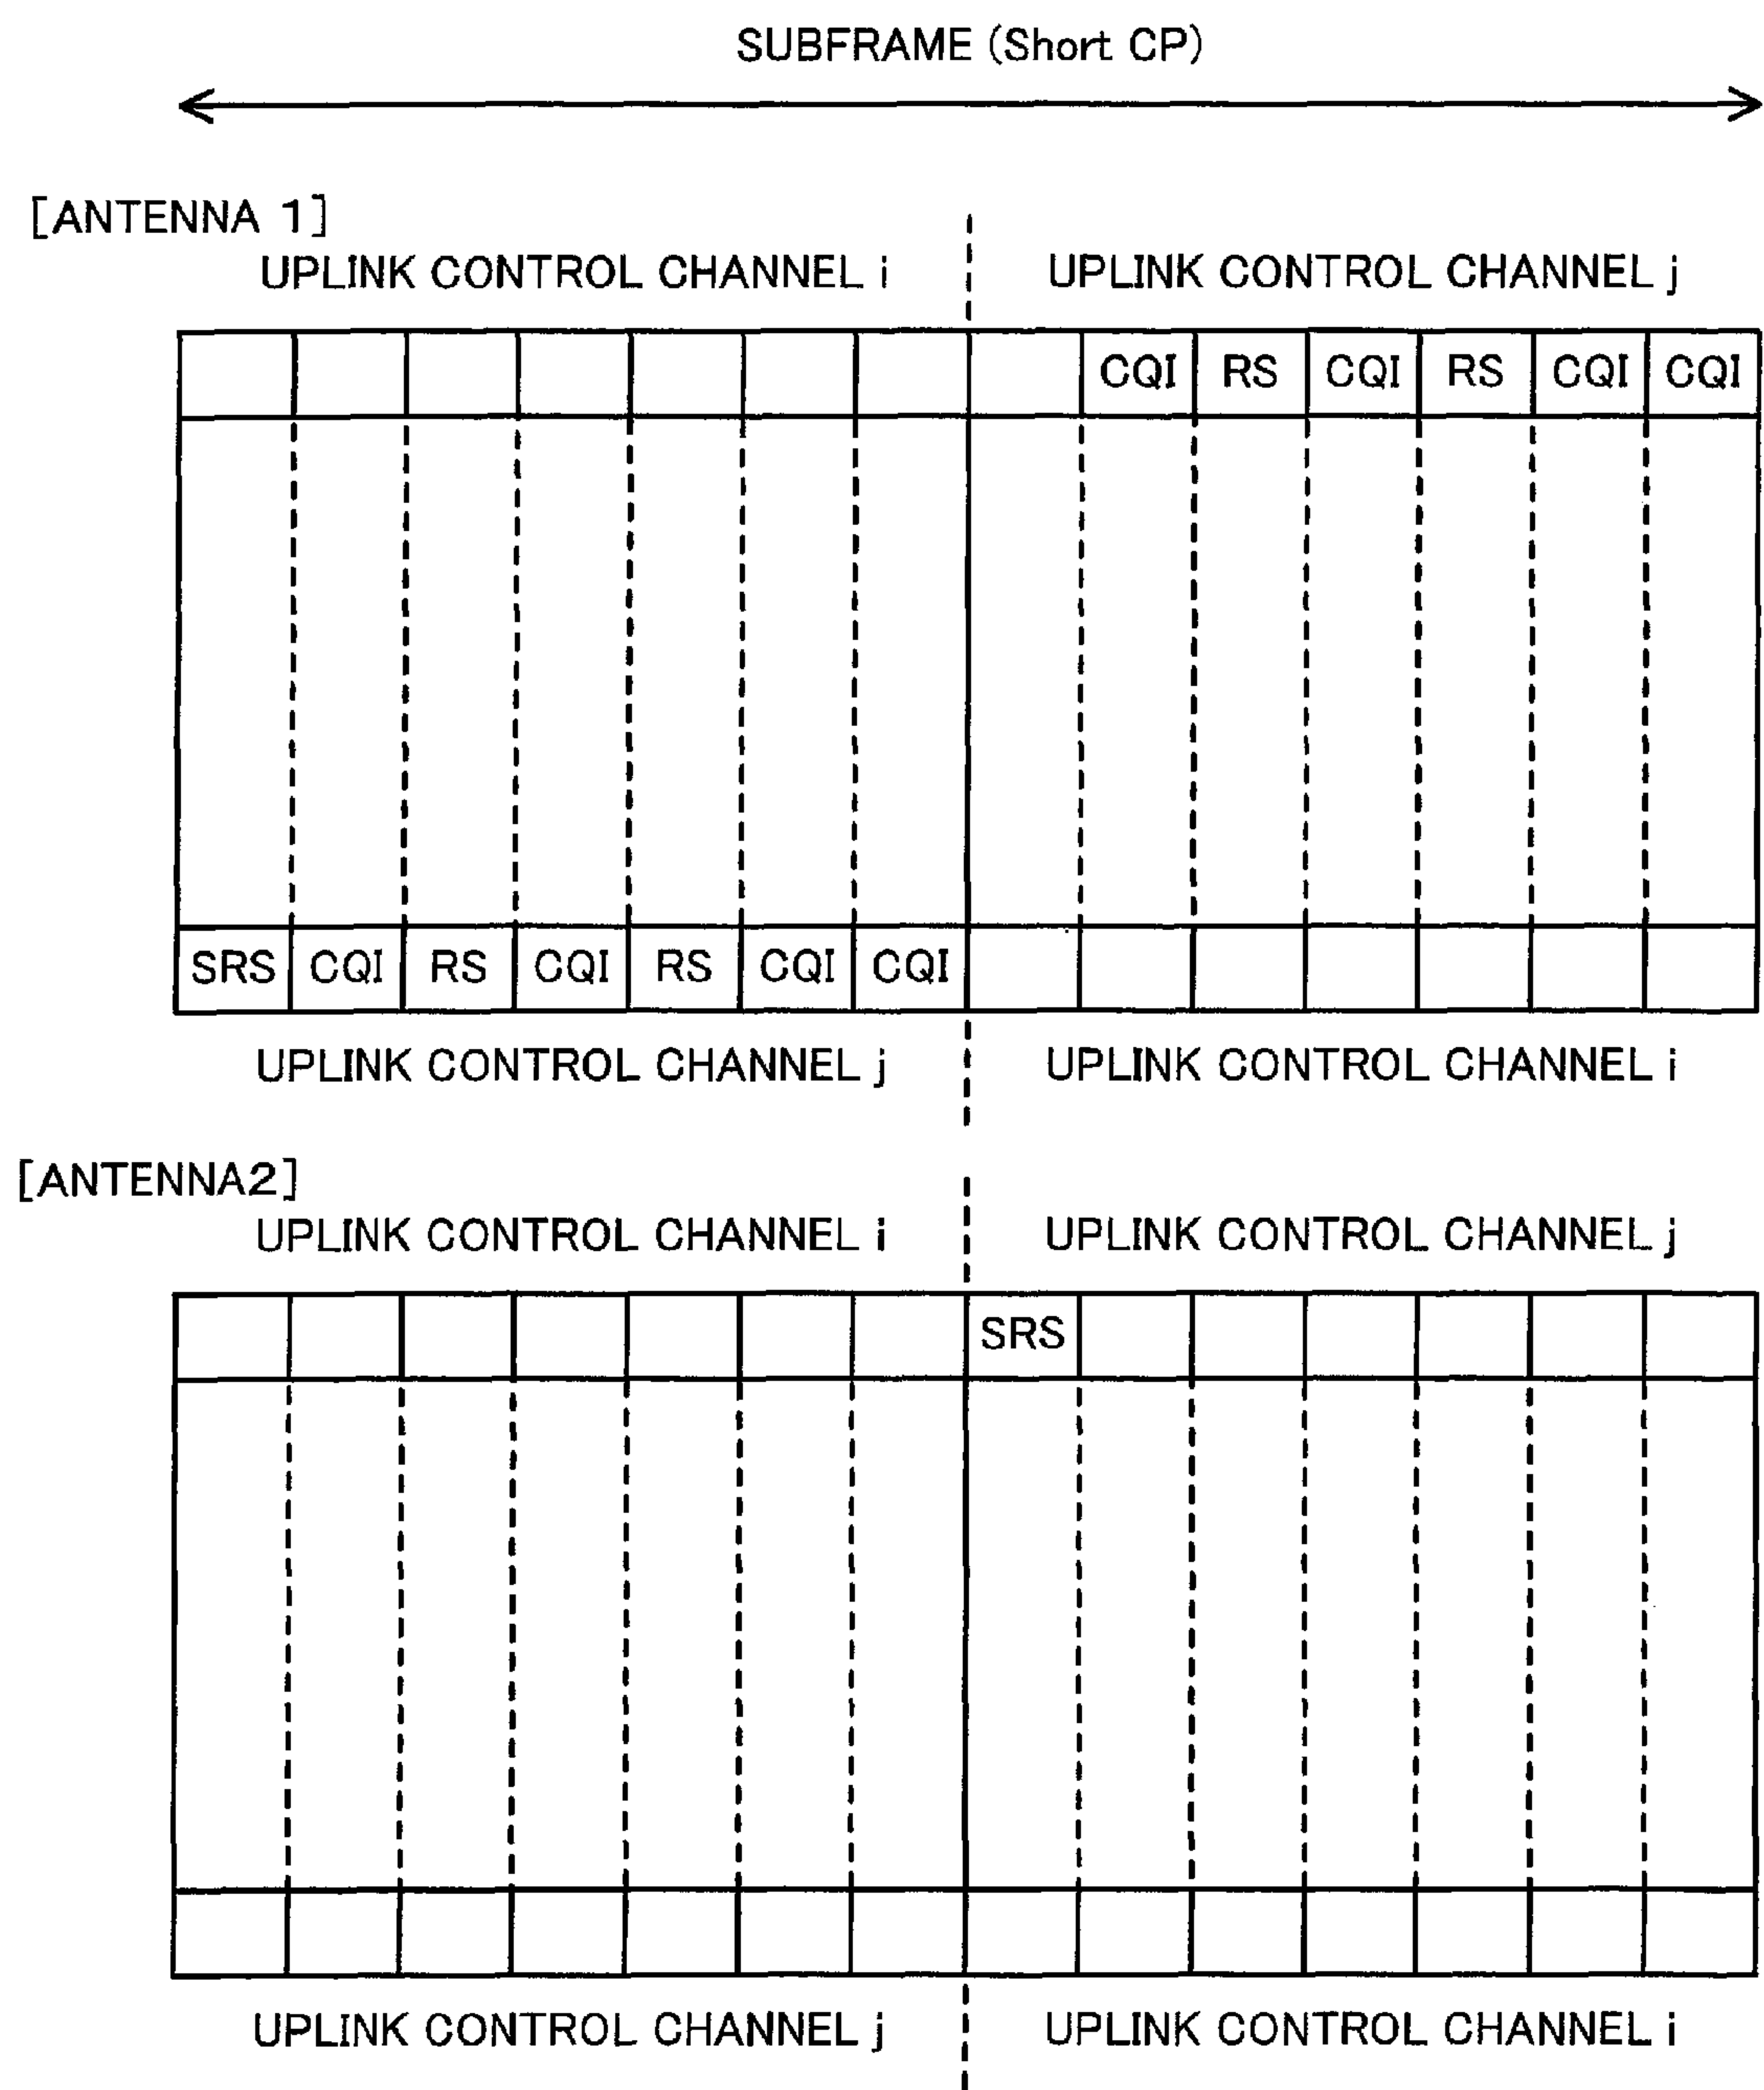 SUBFRAME (Short CP)
[ANTENNA 1]
UPLINK CONTROL CHANNEL i UPLINK CONTROL CHANNEL j
CQI RS CQI RS CQI CQI
SRS CQI RS CQI RS CQI CQI
UPLINK CONTROL CHANNEL j UPLINK CONTROL CHANNEL i
[ANTENNA2]
UPLINK CONTROL CHANNEL i UPLINK CONTROL CHANNEL j
SRS
UPLINK CONTROL CHANNEL j UPLINK CONTROL CHANNEL i